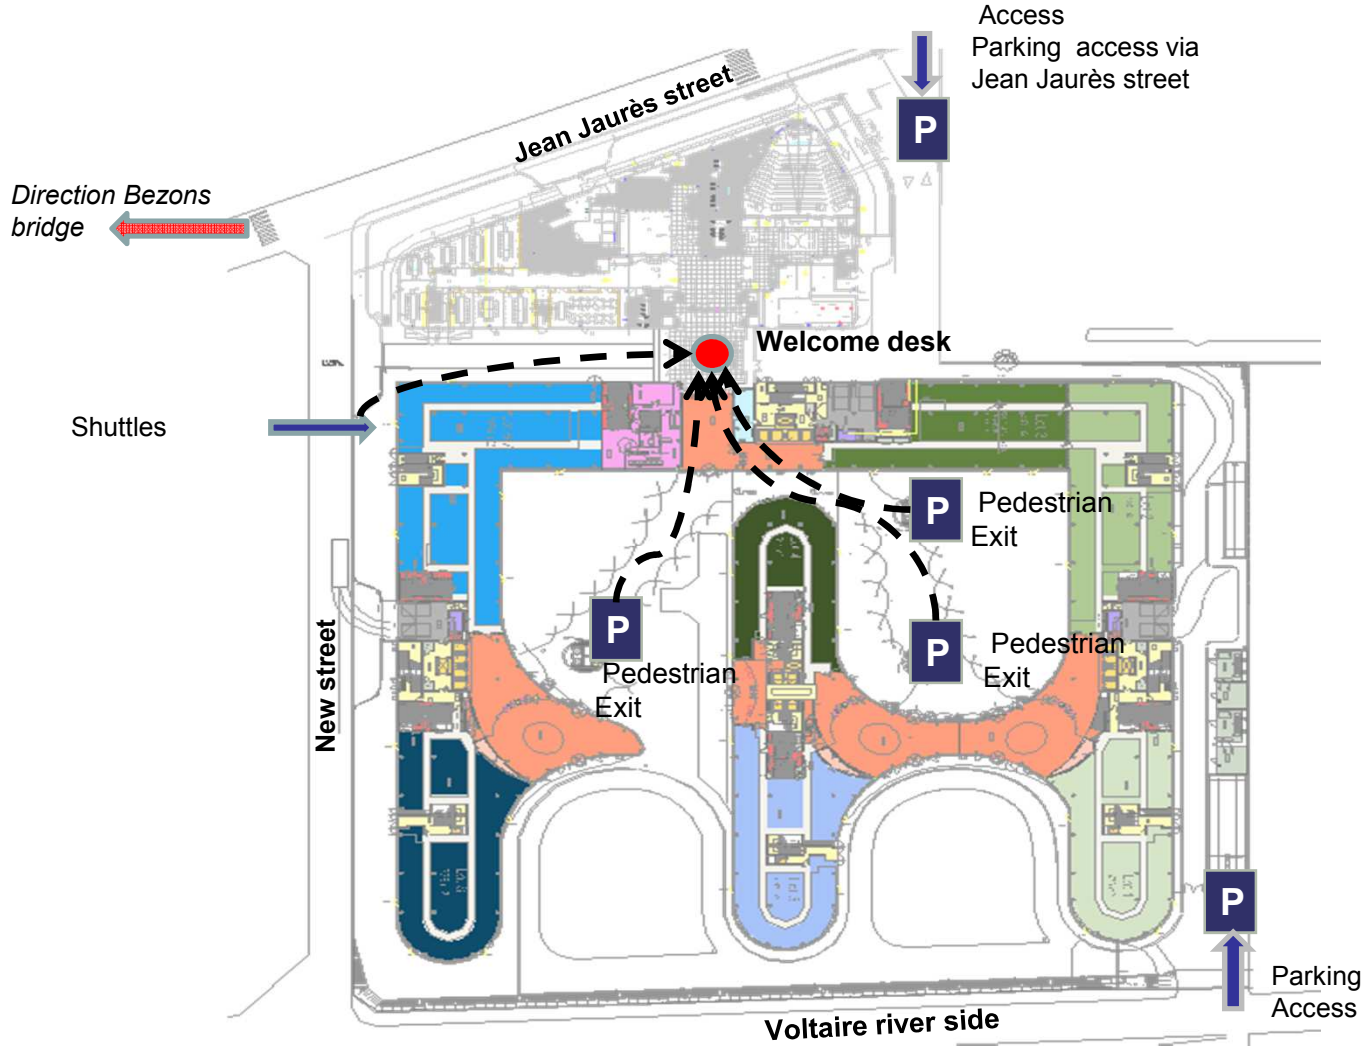 Access
Parking access via
Jean Jaurès street
P
Jean Jaurès street
Direction Bezons
bridge
Welcome desk
Shuttles
P
Pedestrian
Exit
P
Pedestrian
Exit
P
Pedestrian
Exit
New street
P
Parking
Access
Voltaire river side